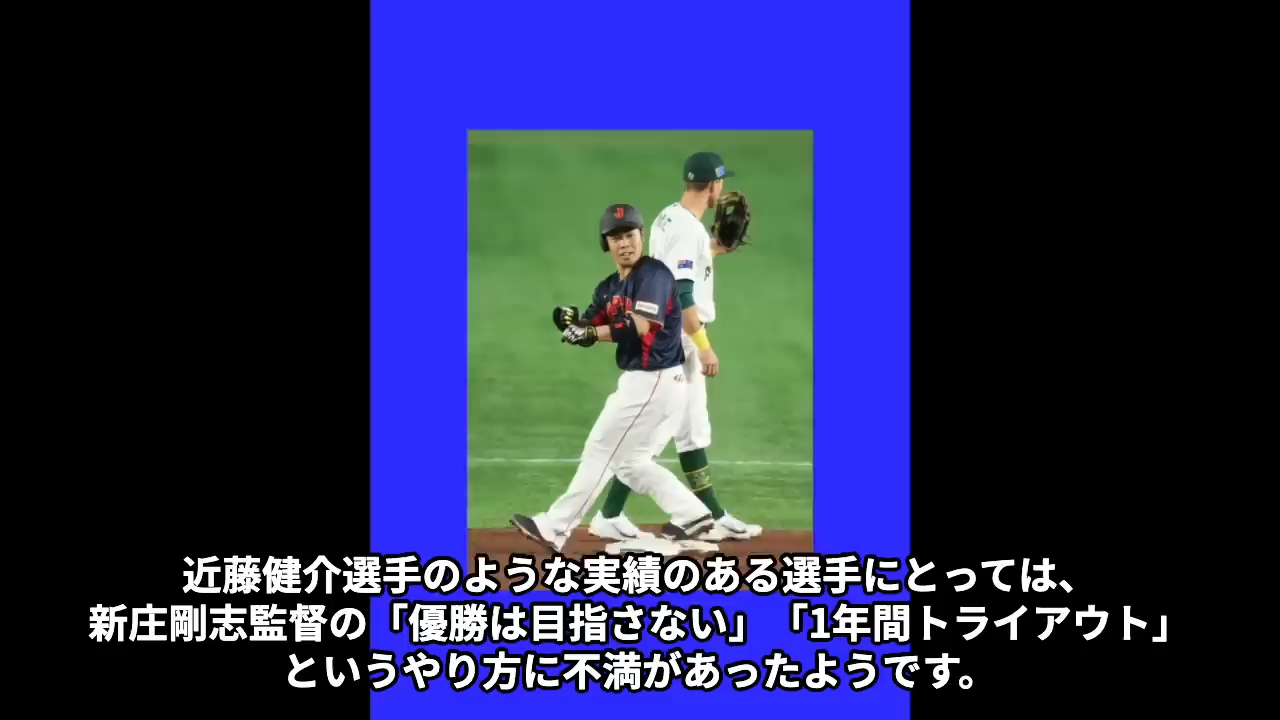 J
近藤健介選手のような実績のある選手にとっては、
新庄剛志監督の「優勝は目指さない」「1年間トライアウト」
というやり方に不満があったようです。